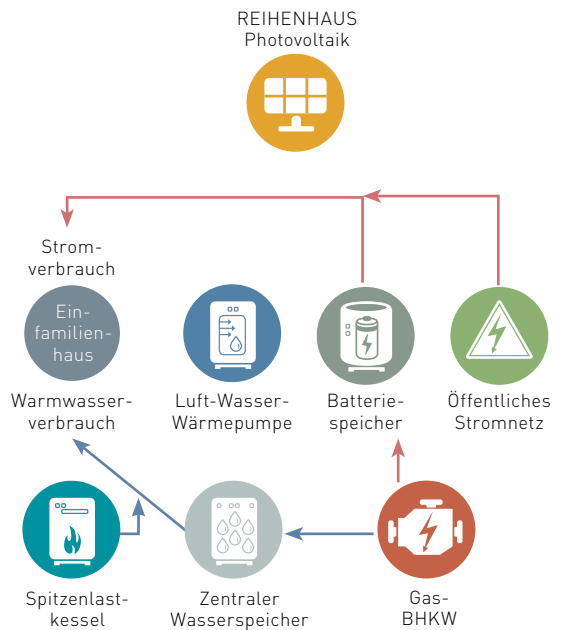 REIHENHAUS
Photovoltaik
Strom-
verbrauch
Ein-
familien-
haus
Warmwasser-
verbrauch
Luft-Wasser-
Wärmepumpe
Batterie-
speicher
Öffentliches
Stromnetz
Spitzenlast-
kessel
Zentraler
Wasserspeicher
Gas-
BHKW